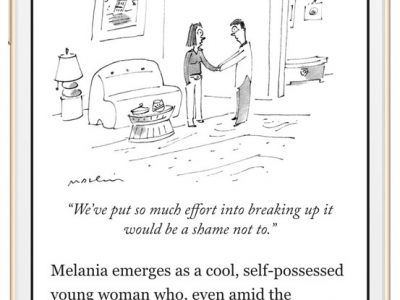 “We’ve put so much effort into breaking up it
would be a shame not to.”
Melania emerges as a cool, self-possessed
young woman who, even amid the